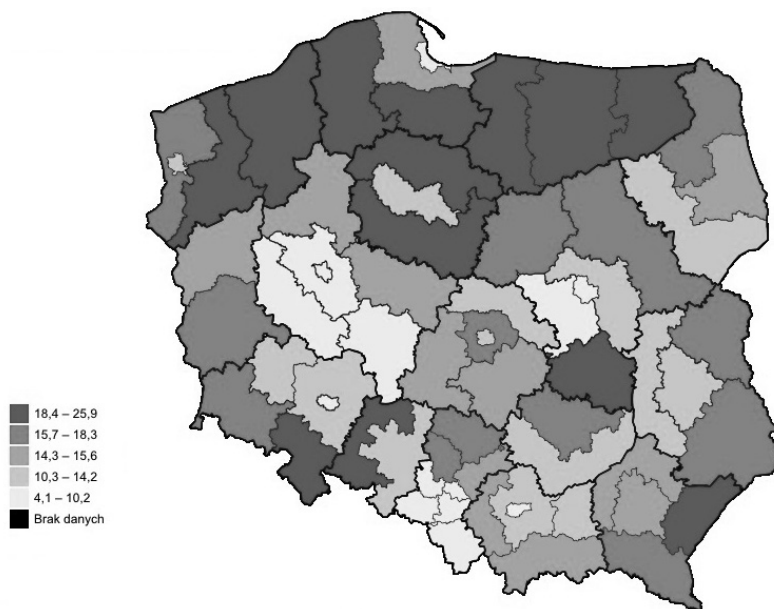 18,4 – 25,9
15,7 – 18,3
14,3 – 15,6
10,3 – 14,2
4,1 – 10,2
Brak danych